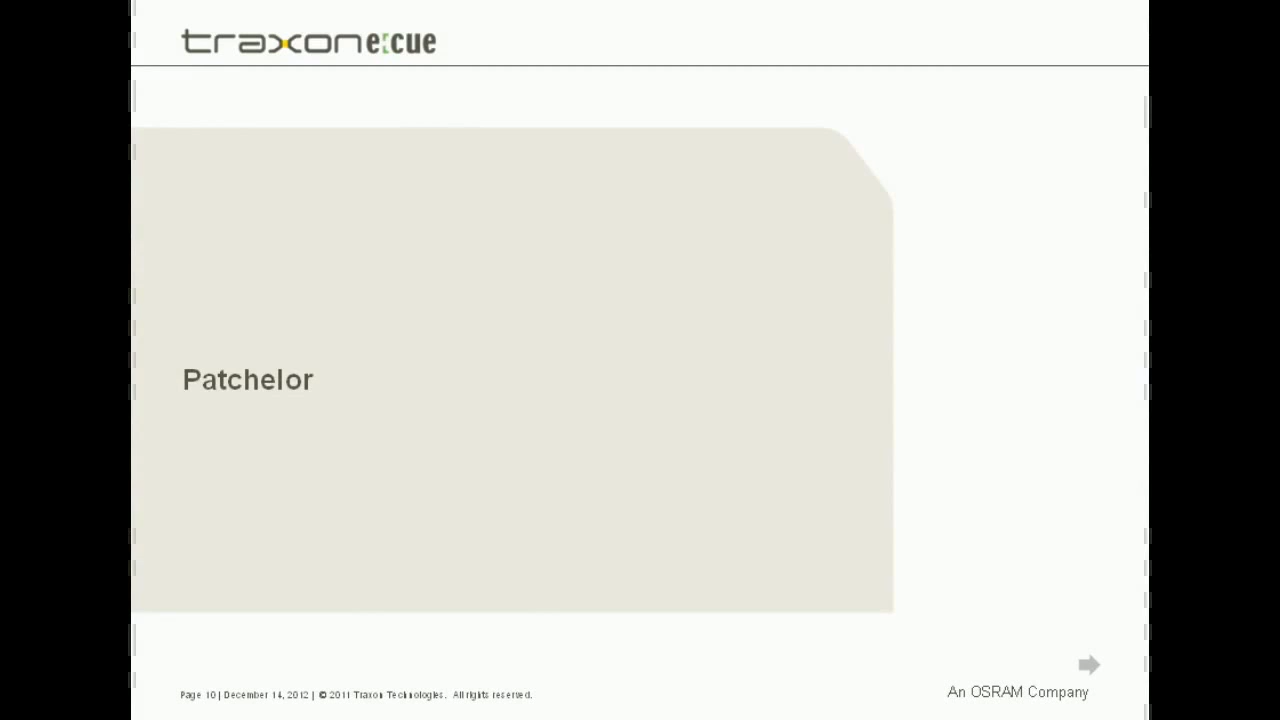 traxon e:cue
Patchelor
Page 10 | December 14, 2012 | © 2011 Traxon Technologies. All rights reserved.
An OSRAM Company